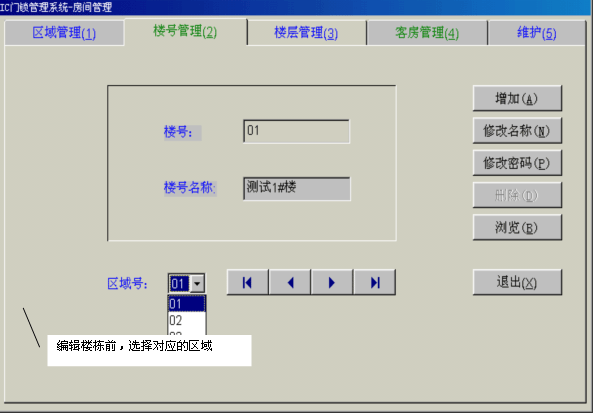 IC门锁管理系统-房间管理
区域管理(1)
楼号管理(2)
楼层管理(3)
客房管理(4)
维护(5)
楼号：
01
楼号名称:
测试1#楼
增加(A)
修改名称(N)
修改密码(P)
删除(D)
浏览(B)
退出(X)
区域号：
01
01
02
编辑楼栋前，选择对应的区域